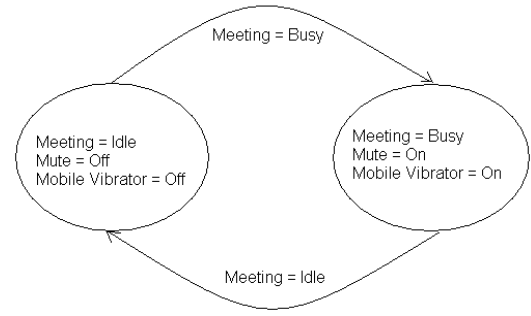 Meeting = Busy
Meeting = Idle
Mute = Off
Mobile Vibrator = Off
Meeting = Busy
Mute = On
Mobile Vibrator = On
Meeting = Idle